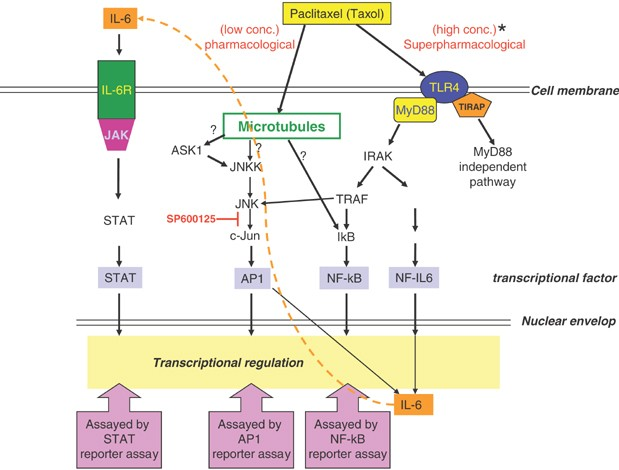 IL-6
Paclitaxel (Taxol)
(low conc.)
pharmacological
(high conc.)*
Superpharmacological
IL-6R
TLR4
Cell membrane
MyD88
TIRAP
JAK
?
Microtubules
?
?
ASK1
JNKK
IRAK
MyD88
independent
pathway
JNK
TRAF
STAT
SP600125
c-Jun
IkB
STAT
AP1
NF-kB
NF-IL6
transcriptional factor
Nuclear envelop
Transcriptional regulation
IL-6
Assayed by
STAT
reporter assay
Assayed by
AP1
reporter assay
Assayed by
NF-kB
reporter assay